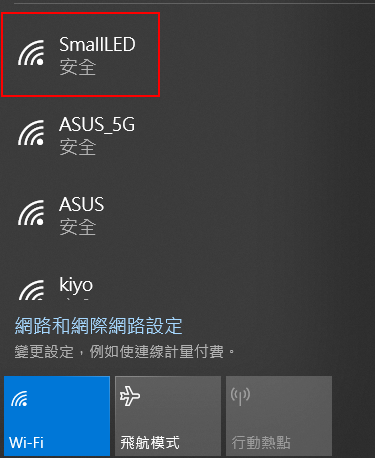 SmallLED
安全
ASUS_5G
安全
ASUS
安全
kiyo
網路和網際網路設定
變更設定，例如使連線計量付費。
Wi-Fi
飛航模式
行動熱點